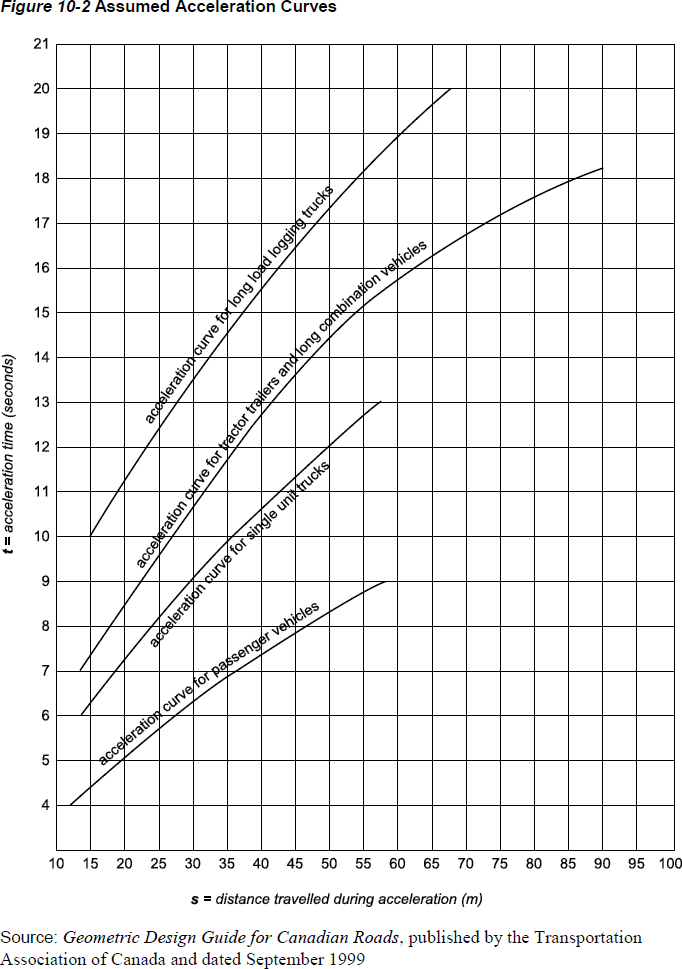 Figure 10-2 Assumed Acceleration Curves
21
20
19
18
17
16
15
14
13
12
11
10
9
8
7
6
5
4
t = acceleration time (seconds)
acceleration curve for long load logging trucks
acceleration curve for tractor trailers and long combination vehicles
acceleration curve for single unit trucks
acceleration curve for passenger vehicles
10 15 20 25 30 35 40 45 50 55 60 65 70 75 80 85 90 95 100
s = distance travelled during acceleration (m)
Source: Geometric Design Guide for Canadian Roads, published by the Transportation
Association of Canada and dated September 1999